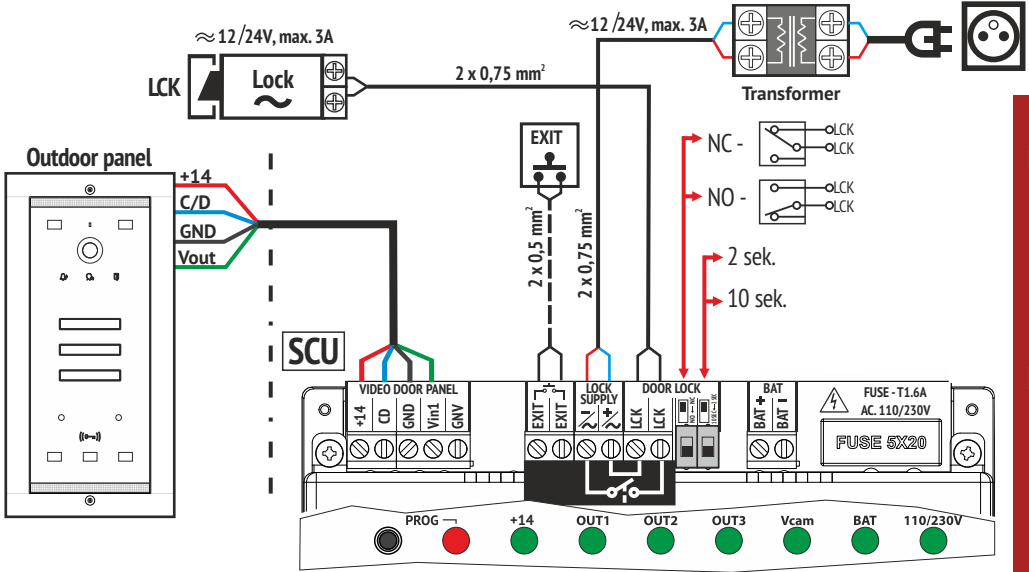 ≈12/24V, max. 3A
LCK
Lock
~
2 x 0,75 mm²
≈12/24V, max. 3A
Transformer
EXIT
NC -
LCK
LCK
NO -
LCK
LCK
2 sek.
10 sek.
Outdoor panel
+14
C/D
GND
Vout
2 x 0,5 mm²
2 x 0,75 mm²
SCU
VIDEO DOOR PANEL
+14
CD
GND
Vin1
GNV
EXIT
EXIT
LOCK
SUPPLY
DOOR LOCK
LCK
LCK
NO ←→ NC
BAT
BAT +
BAT -
FUSE - T1.6A
AC. 110/230V
FUSE 5X20
PROG
+14
OUT1
OUT2
OUT3
Vcam
BAT
110/230V